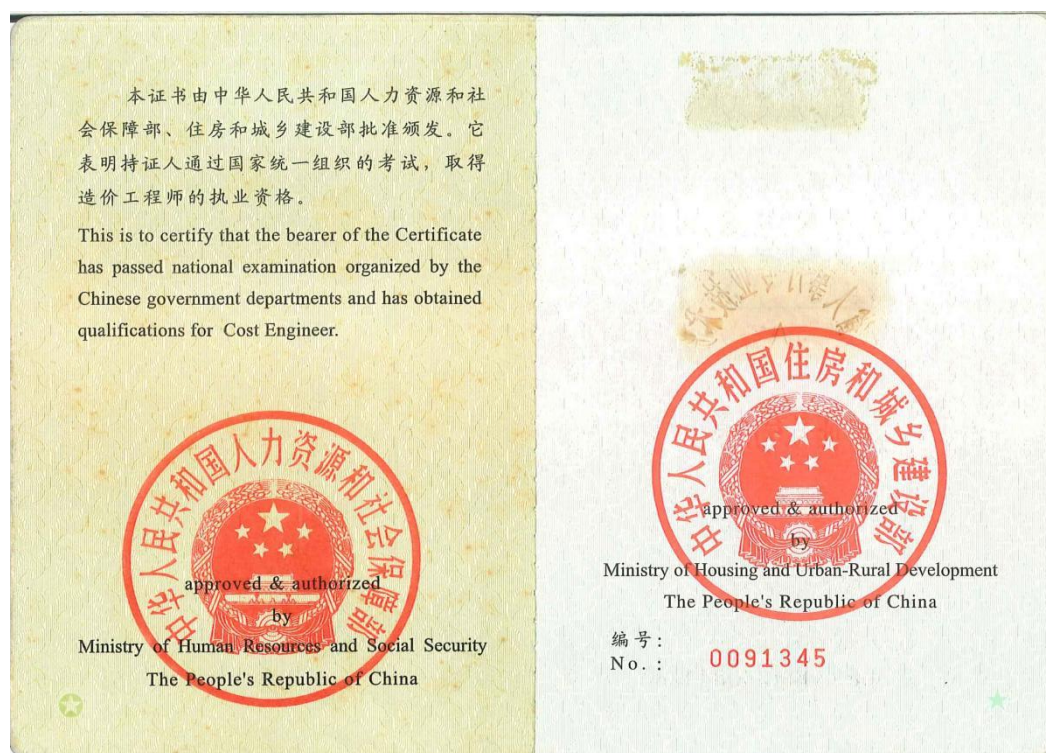 本证书由中华人民共和国人力资源和社
会保障部、住房和城乡建设部批准颁发。它
表明持证人通过国家统一组织的考试，取得
造价工程师的执业资格。
This is to certify that the bearer of the Certificate
has passed national examination organized by the
Chinese government departments and has obtained
qualifications for Cost Engineer.
中华人民共和国人力资源和社会保障部
approved & authorized
by
Ministry of Human Resources and Social Security
The People's Republic of China
中华人民共和国住房和城乡建设部
approved & authorized
by
Ministry of Housing and Urban-Rural Development
The People's Republic of China
编号：
No.： 0091345